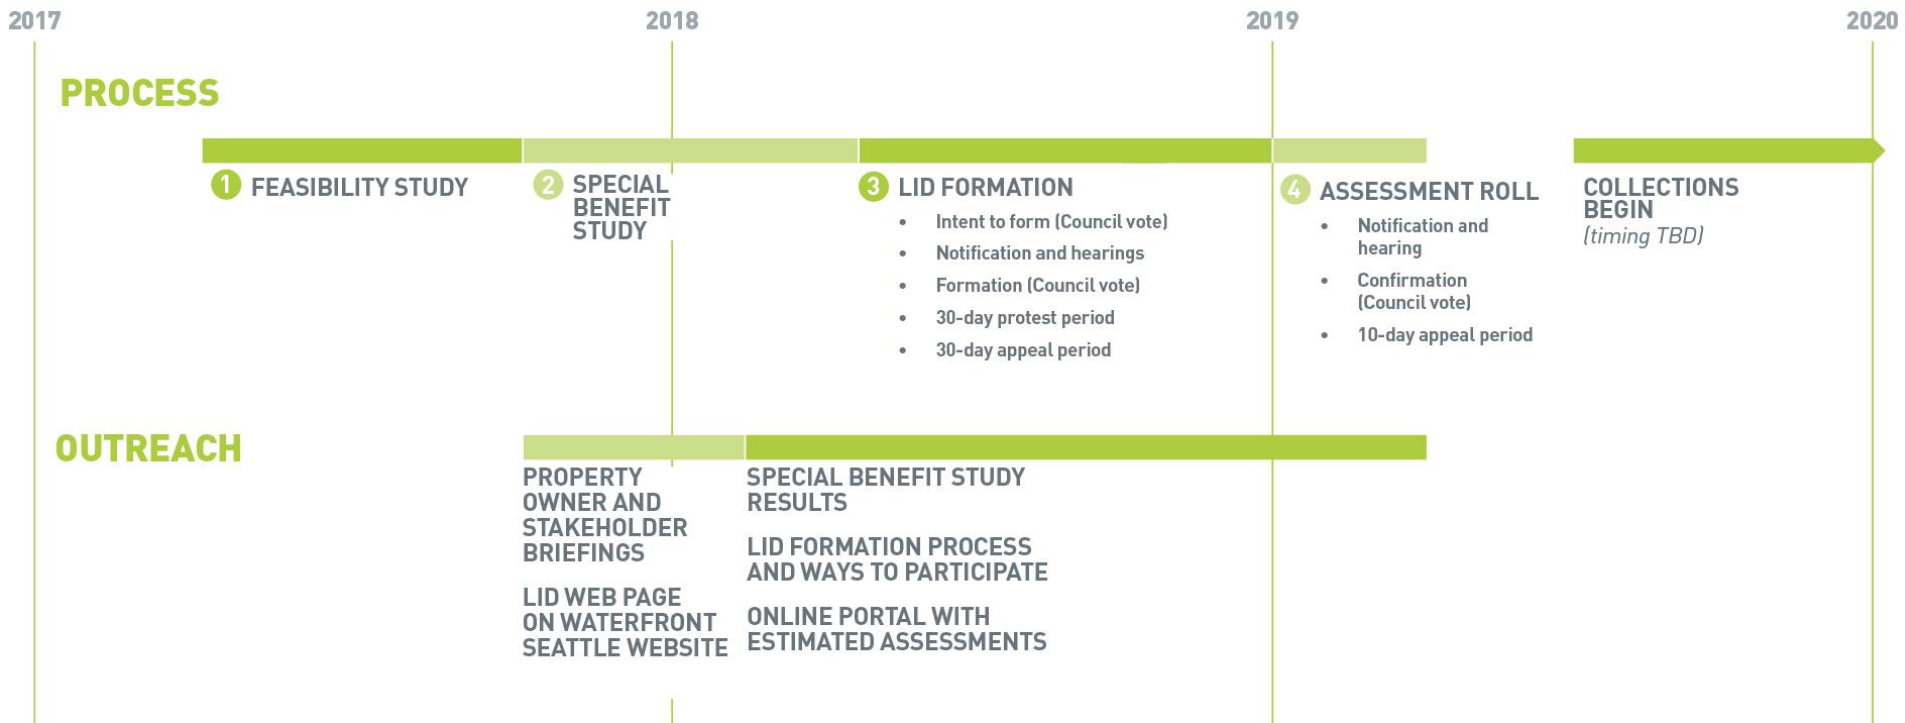 2017
2018
2019
2020
PROCESS
1 FEASIBILITY STUDY
2 SPECIAL
BENEFIT
STUDY
3 LID FORMATION
• Intent to form (Council vote)
• Notification and hearings
• Formation (Council vote)
• 30-day protest period
• 30-day appeal period
4 ASSESSMENT ROLL
• Notification and
hearing
• Confirmation
(Council vote)
• 10-day appeal period
COLLECTIONS
BEGIN
(timing TBD)
OUTREACH
PROPERTY
OWNER AND
STAKEHOLDER
BRIEFINGS
LID WEB PAGE
ON WATERFRONT
SEATTLE WEBSITE
SPECIAL BENEFIT STUDY
RESULTS
LID FORMATION PROCESS
AND WAYS TO PARTICIPATE
ONLINE PORTAL WITH
ESTIMATED ASSESSMENTS